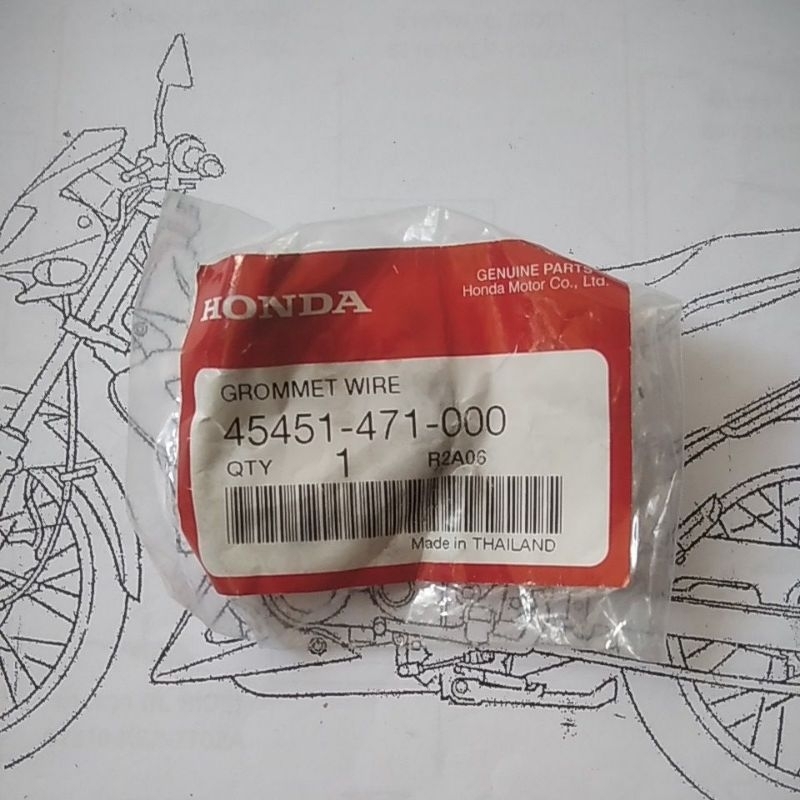 HONDA
GENUINE PARTS
Honda Motor Co., Ltd.
GROMMET WIRE
45451-471-000
QTY 1 R2A06
Made in THAILAND